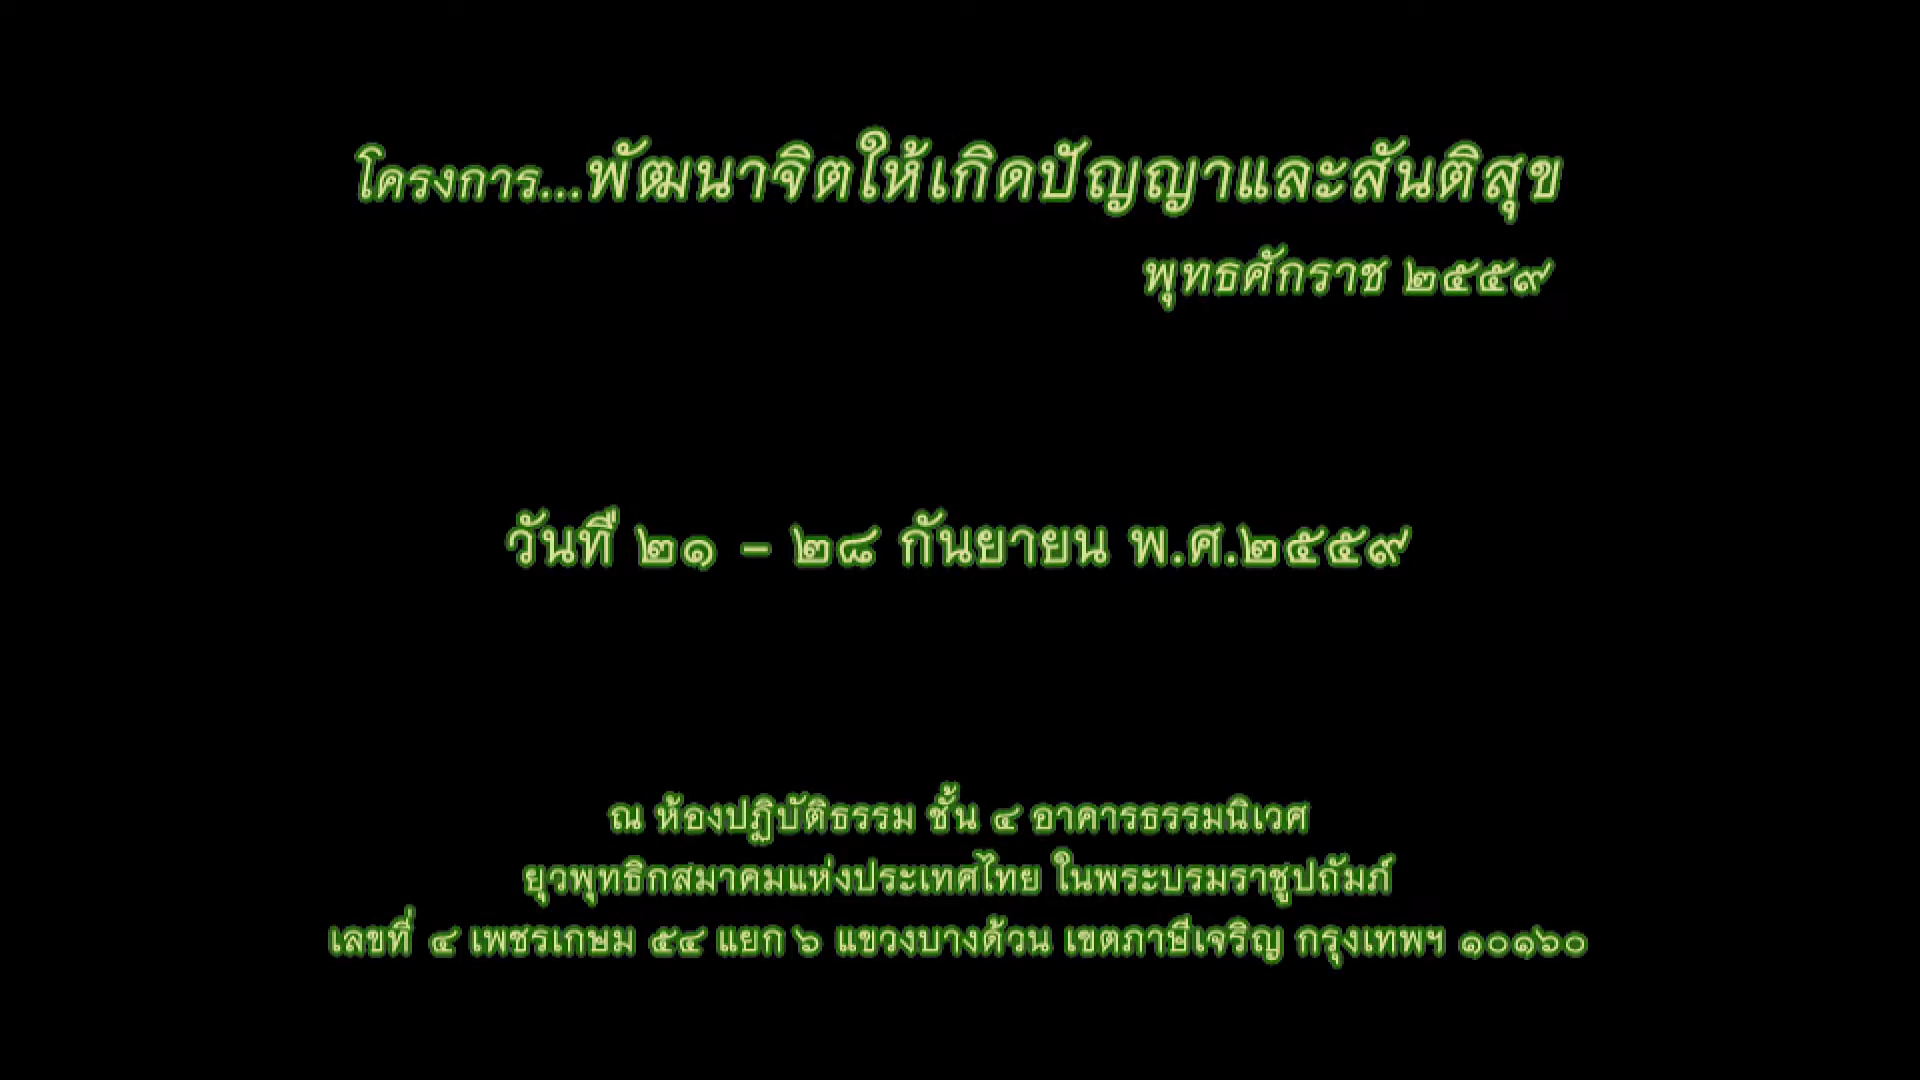 โครงการ...พัฒนาจิตให้เกิดปัญญาและสันติสุข
พุทธศักราช ๒๕๕๙
วันที่ ๒๑ – ๒๘ กันยายน พ.ศ.๒๕๕๙
ณ ห้องปฏิบัติธรรม ชั้น ๔ อาคารธรรมนิเวศ
ยุวพุทธิกสมาคมแห่งประเทศไทย ในพระบรมราชูปถัมภ์
เลขที่ ๔ เพชรเกษม ๕๔ แยก ๖ แขวงบางด้วน เขตภาษีเจริญ กรุงเทพฯ ๑๐๑๖๐